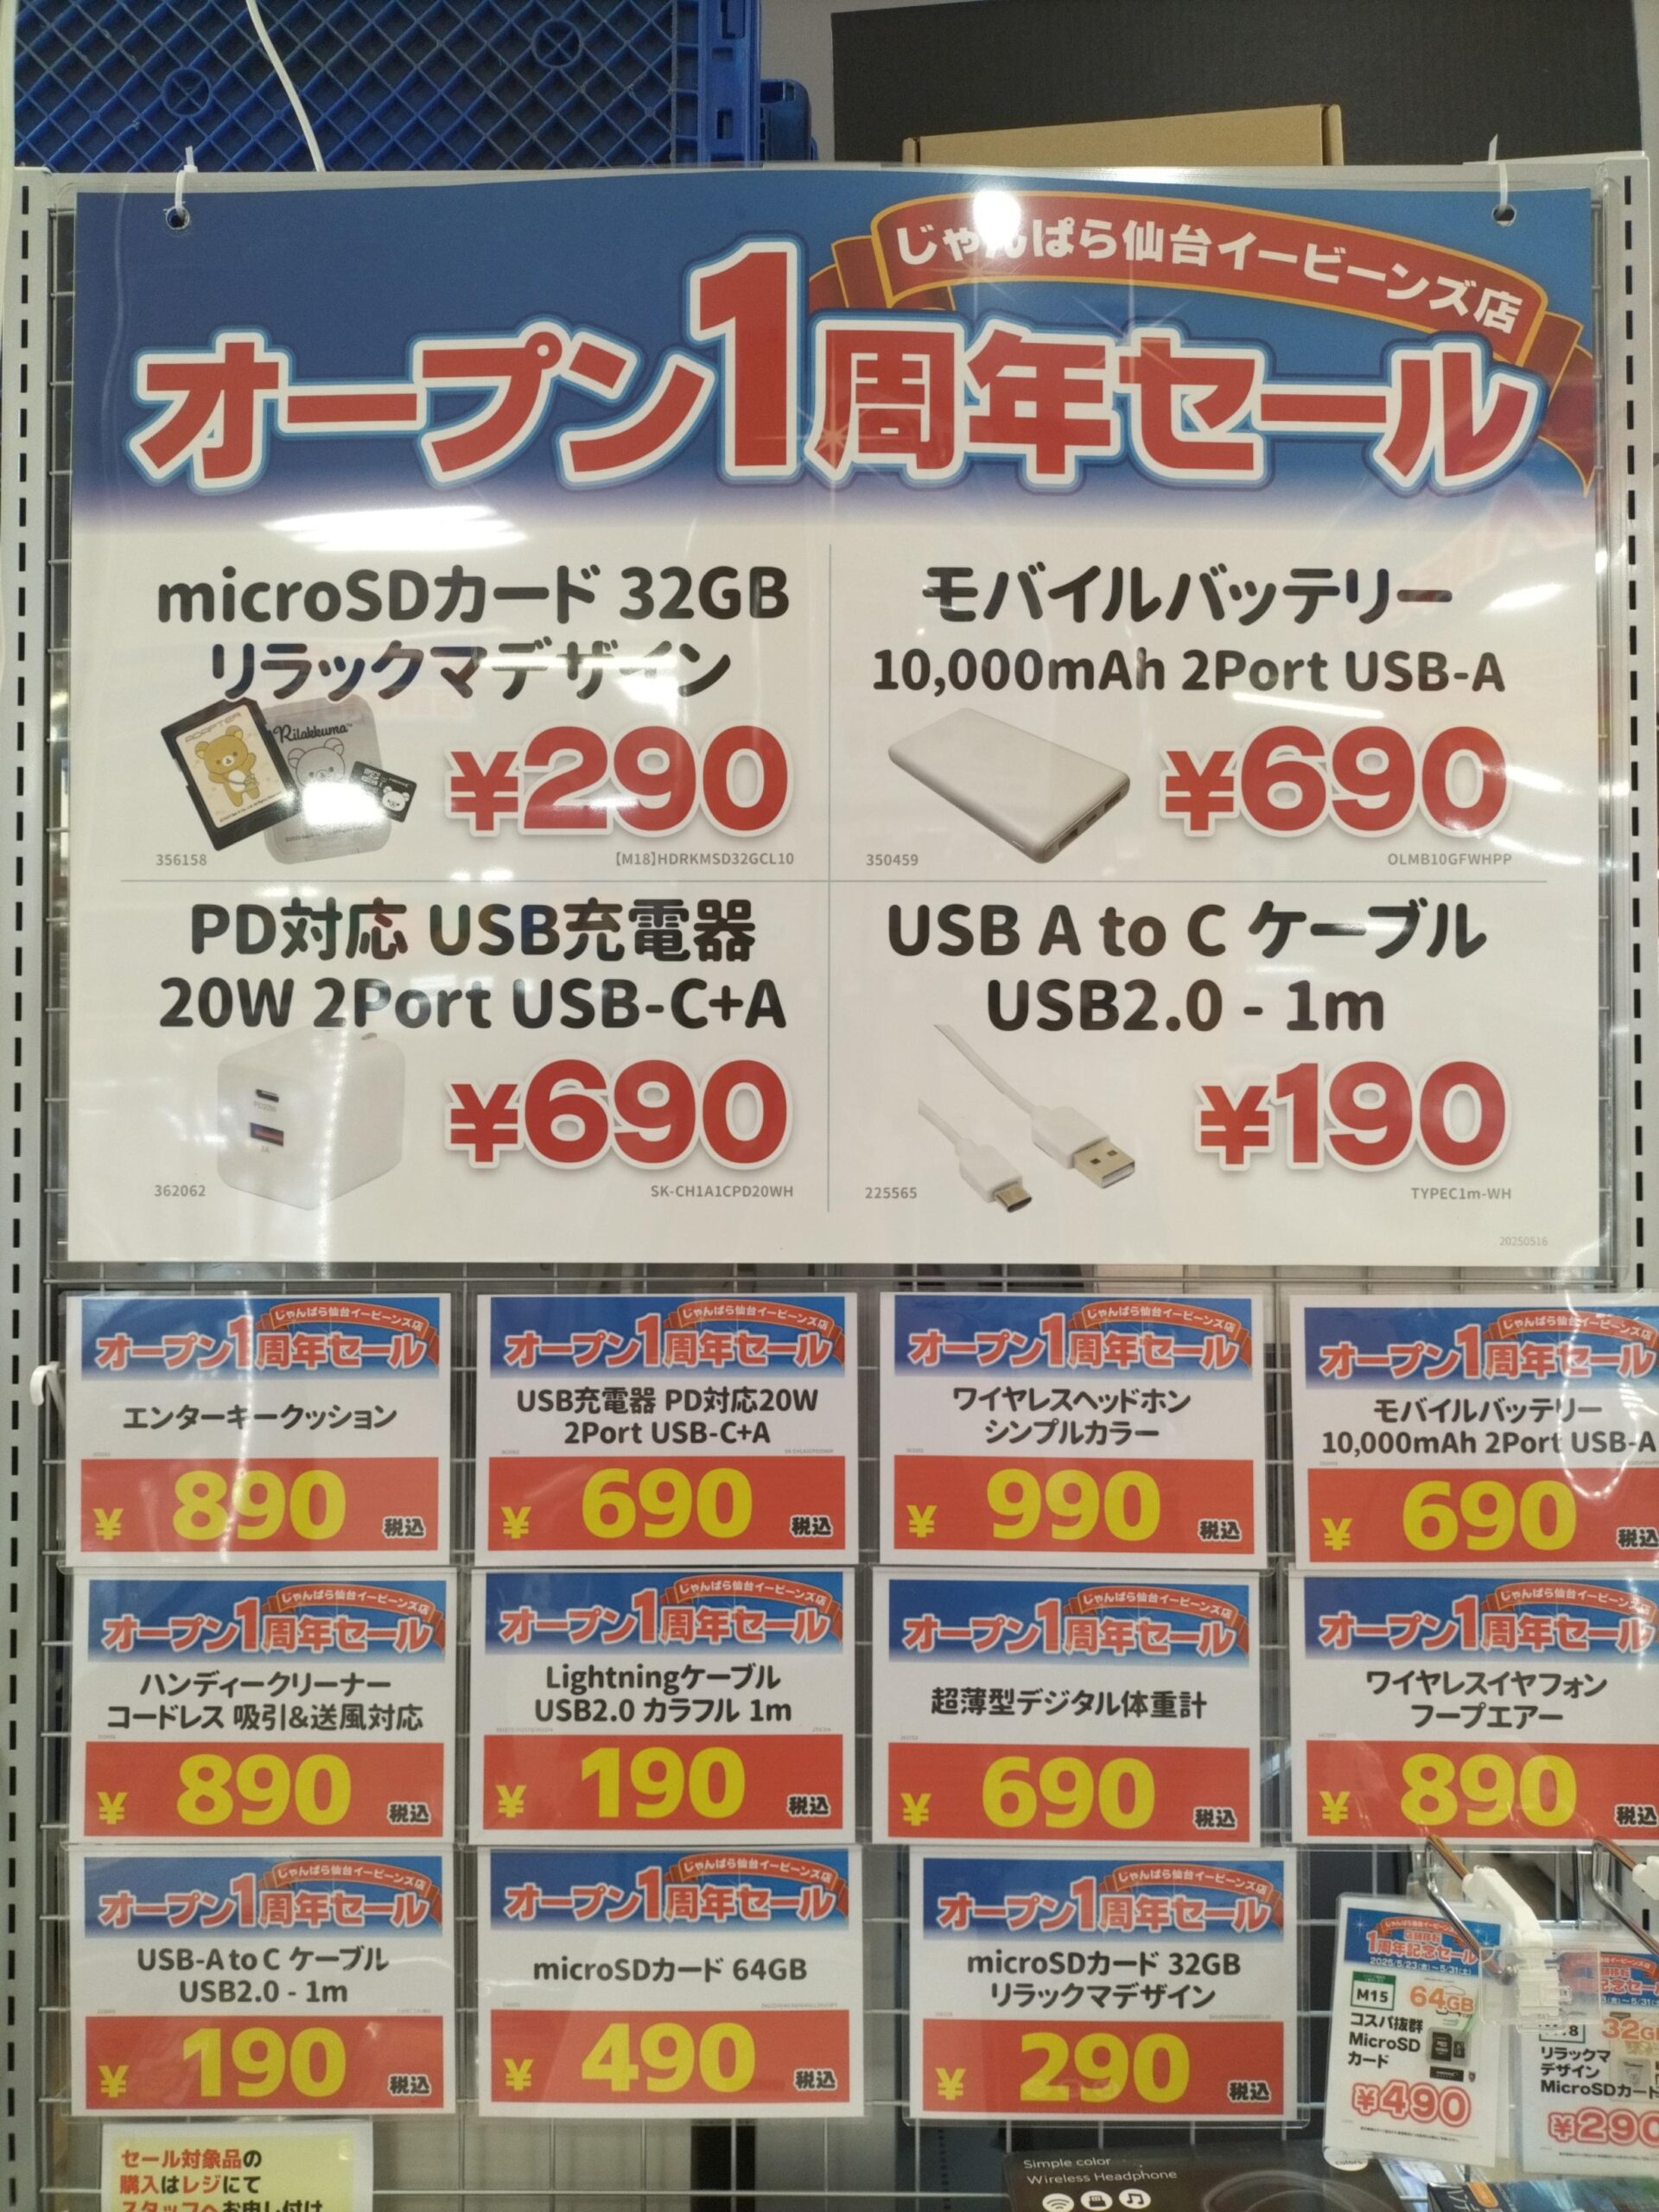 じゃんぱら仙台イービーンズ店
オープン1周年セール
microSDカード 32GB
リラックマデザイン
ADAPTER
Rilakkuma™
¥290
356158
[M18]HDRKMSD32GCL10
モバイルバッテリー
10,000mAh 2Port USB-A
¥690
350459
OLMB10GFWHPP
PD対応 USB充電器
20W 2Port USB-C+A
¥690
362062
SK-CH1A1CPD20WH
USB A to C ケーブル
USB2.0 - 1m
¥190
225565
TYPEC1m-WH
20250516
じゃんぱら仙台イービーンズ店
オープン1周年セール
エンターキークッション
¥ 890 税込
じゃんぱら仙台イービーンズ店
オープン1周年セール
USB充電器 PD対応20W
2Port USB-C+A
¥ 690 税込
じゃんぱら仙台イービーンズ店
オープン1周年セール
ワイヤレスヘッドホン
シンプルカラー
¥ 990 税込
じゃんぱら仙台イービーンズ店
オープン1周年セール
モバイルバッテリー
10,000mAh 2Port USB-A
¥ 690 税込
じゃんぱら仙台イービーンズ店
オープン1周年セール
ハンディークリーナー
コードレス 吸引&送風対応
¥ 890 税込
じゃんぱら仙台イービーンズ店
オープン1周年セール
Lightningケーブル
USB2.0 カラフル 1m
¥ 190 税込
じゃんぱら仙台イービーンズ店
オープン1周年セール
超薄型デジタル体重計
¥ 690 税込
じゃんぱら仙台イービーンズ店
オープン1周年セール
ワイヤレスイヤフォン
フープエアー
¥ 890 税込
じゃんぱら仙台イービーンズ店
オープン1周年セール
USB-A to C ケーブル
USB2.0 - 1m
¥ 190 税込
じゃんぱら仙台イービーンズ店
オープン1周年セール
microSDカード 64GB
¥ 490 税込
じゃんぱら仙台イービーンズ店
オープン1周年セール
microSDカード 32GB
リラックマデザイン
¥ 290 税込
1周年記念セール
2025/5/23(金)~5/31(土)
M15
64GB
コスパ抜群
MicroSD
カード
¥490
32GB
リラックマ
デザイン
MicroSDカード
¥290
セール対象品の
購入はレジにて
スタッフへお申し付け
Simple color
Wireless Headphone